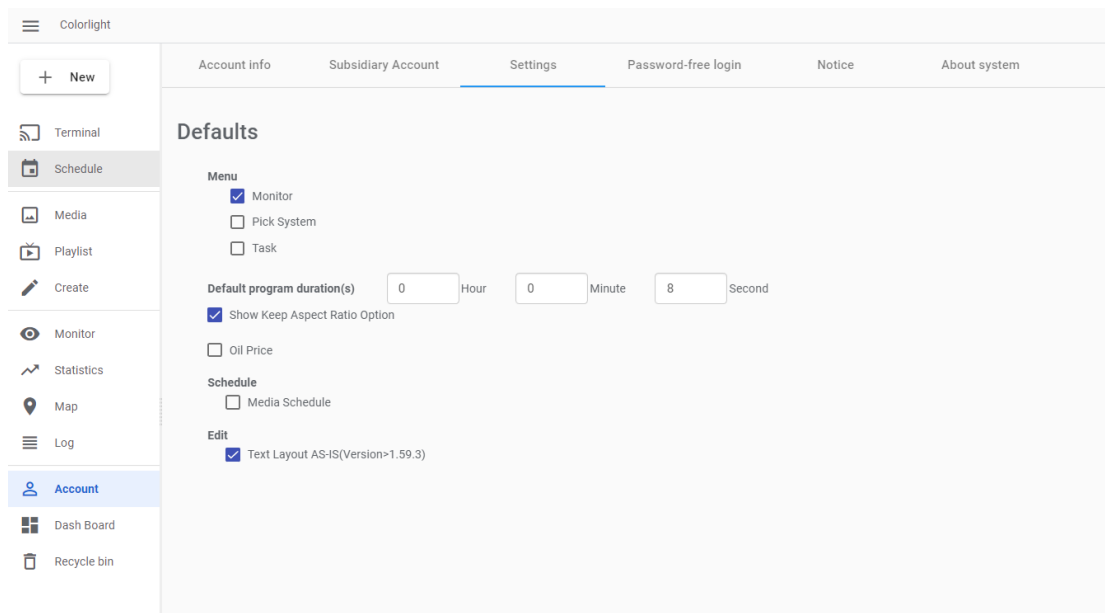 Colorlight
New
Terminal
Schedule
Media
Playlist
Create
Monitor
Statistics
Map
Log
Account
Dash Board
Recycle bin
Account info
Subsidiary Account
Settings
Password-free login
Notice
About system
Defaults
Menu
Monitor
Pick System
Task
Default program duration(s) 0 Hour 0 Minute 8 Second
Show Keep Aspect Ratio Option
Oil Price
Schedule
Media Schedule
Edit
Text Layout AS-IS(Version>1.59.3)